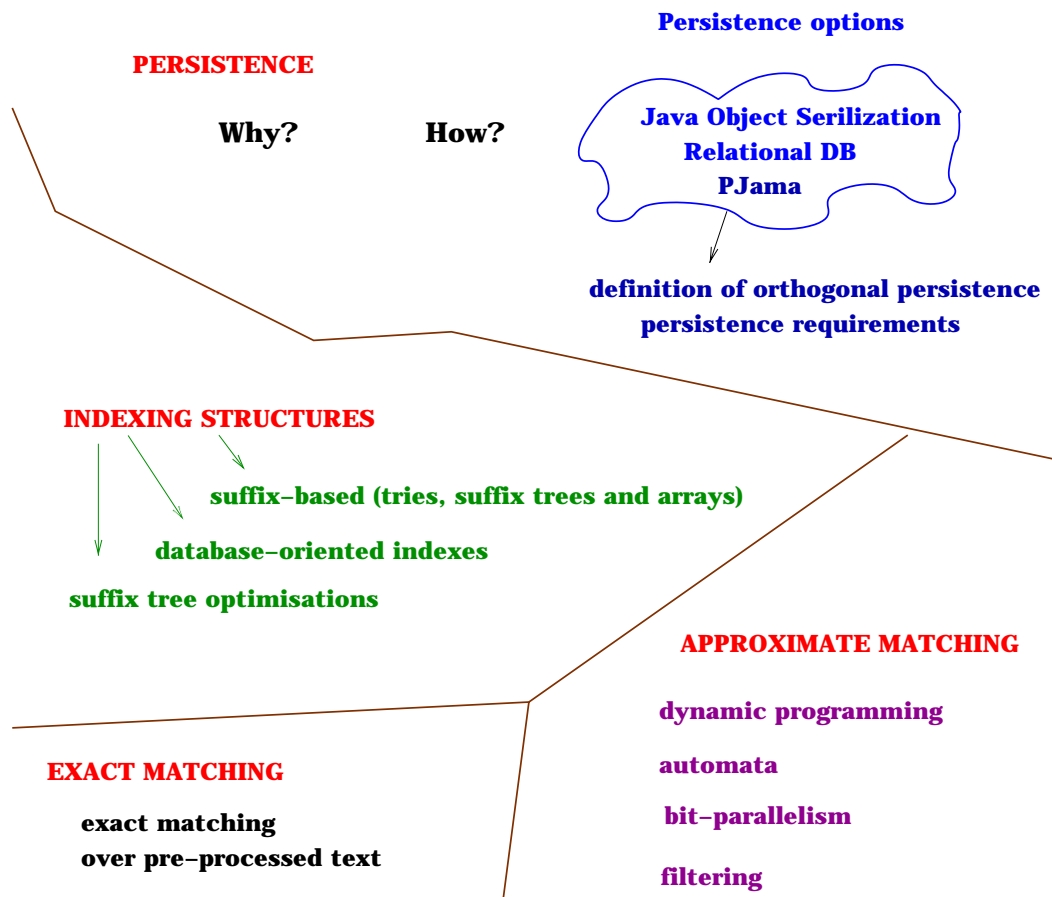 Persistence options
PERSISTENCE
Why?
How?
Java Object Serilization
Relational DB
PJama
definition of orthogonal persistence
persistence requirements
INDEXING STRUCTURES
suffix-based (tries, suffix trees and arrays)
database-oriented indexes
suffix tree optimisations
APPROXIMATE MATCHING
dynamic programming
automata
bit-parallelism
filtering
EXACT MATCHING
exact matching
over pre-processed text